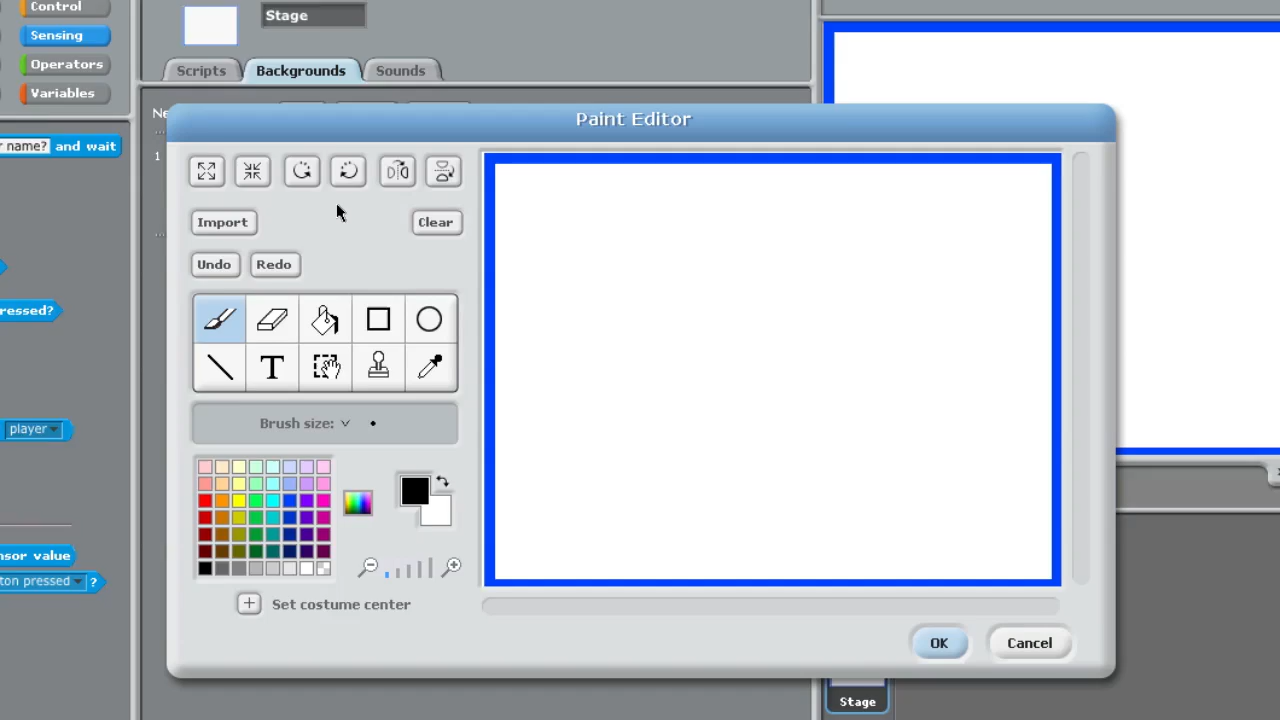 Control
Stage
Sensing
Operators
Scripts
Backgrounds
Sounds
Variables
Paint Editor
r name? and wait
1
Import
Clear
Undo
Redo
ressed?
T
Brush size:
player
nsor value
ton pressed ?
Set costume center
OK
Cancel
Stage